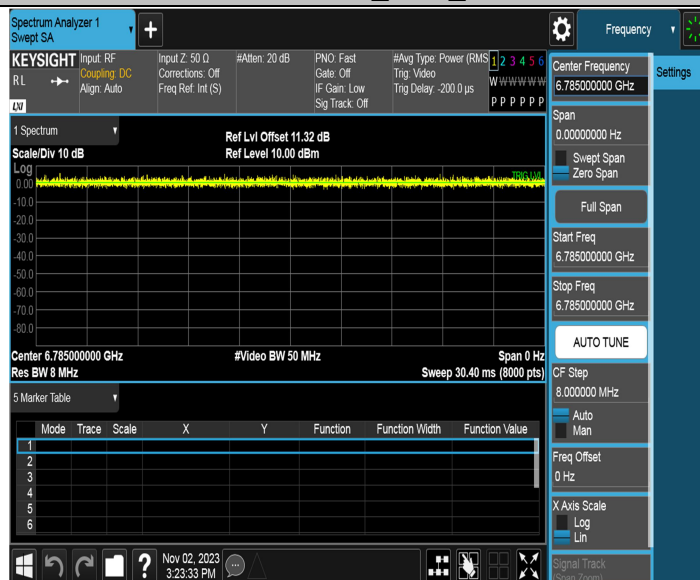 Spectrum Analyzer 1
Swept SA
Frequency
KEYSIGHT
RL
LXI
Input: RF
Coupling: DC
Align: Auto
Input Z: 50 Ω
Corrections: Off
Freq Ref: Int (S)
#Atten: 20 dB
PNO: Fast
Gate: Off
IF Gain: Low
Sig Track: Off
#Avg Type: Power (RMS
Trig: Video
Trig Delay: -200.0 µs
1 2 3 4 5 6
W W W W W W
P P P P P P
Settings
Center Frequency
6.785000000 GHz
Span
0.00000000 Hz
Swept Span
Zero Span
Full Span
Start Freq
6.785000000 GHz
Stop Freq
6.785000000 GHz
AUTO TUNE
CF Step
8.000000 MHz
Auto
Man
Freq Offset
0 Hz
X Axis Scale
Log
Lin
Signal Track
(Span Zoom)
1 Spectrum
Scale/Div 10 dB
Ref Lvl Offset 11.32 dB
Ref Level 10.00 dBm
Log
TRIG LVL
0.00
-10.0
-20.0
-30.0
-40.0
-50.0
-60.0
-70.0
-80.0
Center 6.785000000 GHz
#Video BW 50 MHz
Span 0 Hz
Res BW 8 MHz
Sweep 30.40 ms (8000 pts)
5 Marker Table
Mode Trace Scale X Y Function Function Width Function Value
1
2
3
4
5
6
?
Nov 02, 2023
3:23:33 PM